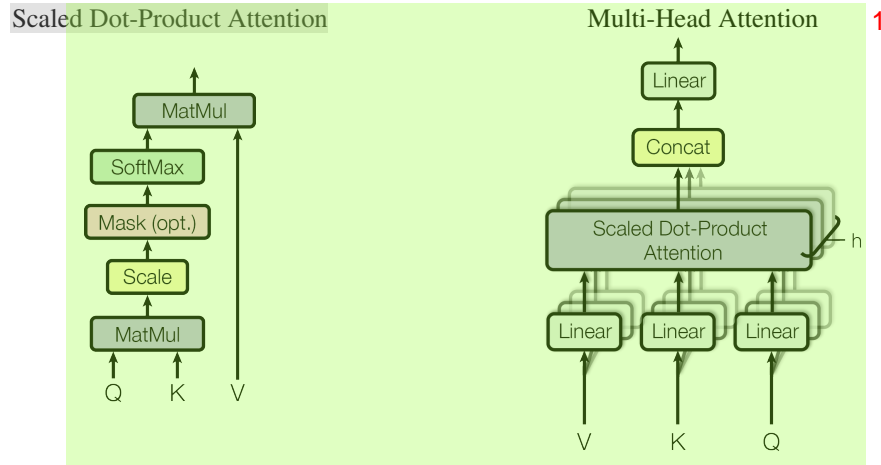 Scaled Dot-Product Attention
MatMul
SoftMax
Mask (opt.)
Scale
MatMul
Q K V
Multi-Head Attention 1
Linear
Concat
Scaled Dot-Product
Attention
h
Linear Linear Linear
V K Q